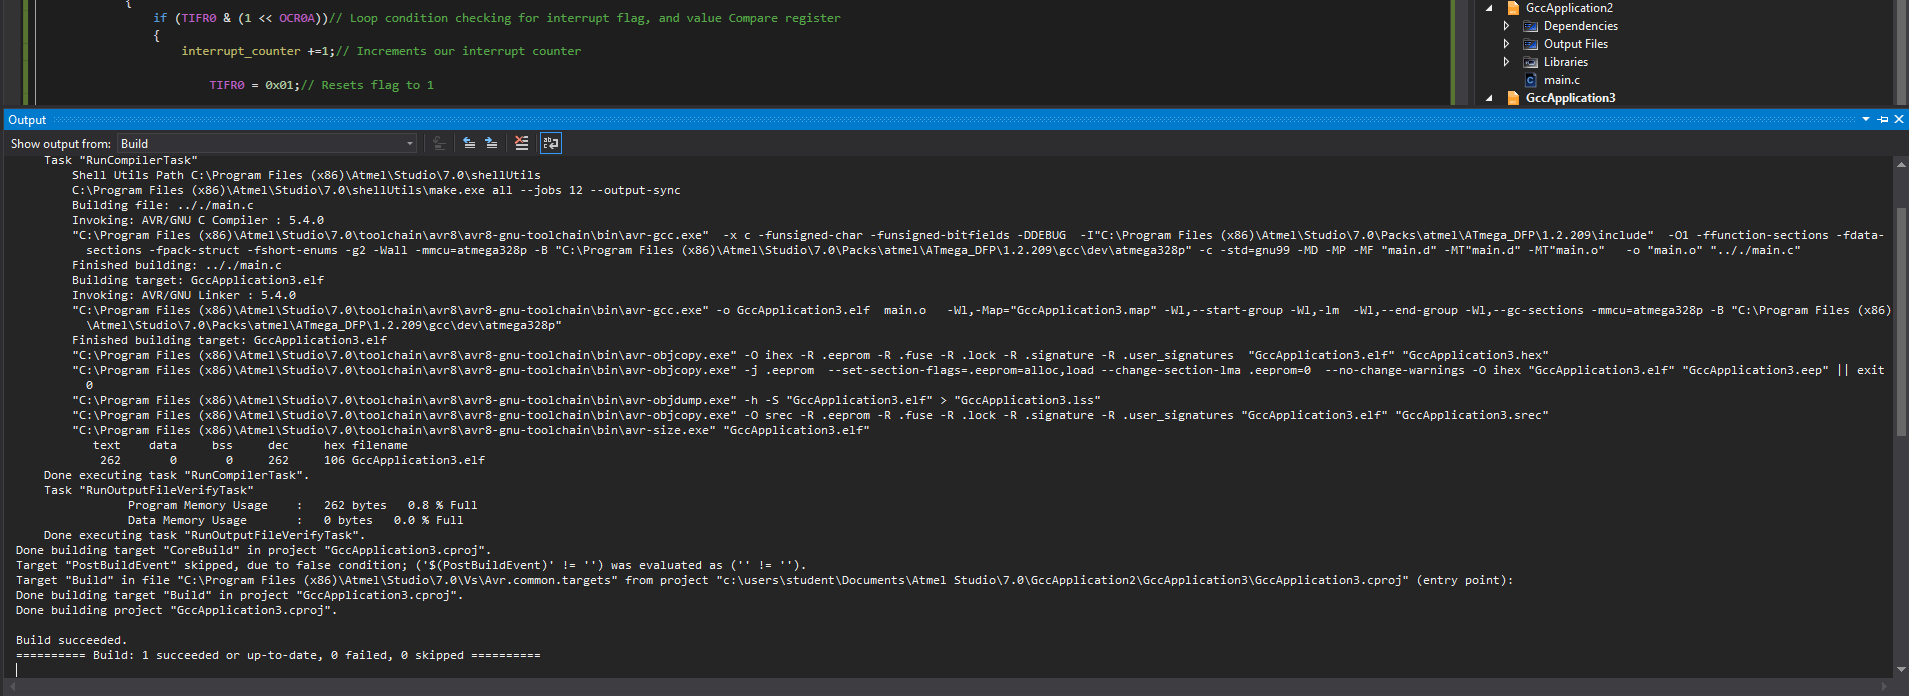 {
if (TIFR0 & (1 << OCR0A))// Loop condition checking for interrupt flag, and value Compare register
{
interrupt_counter +=1;// Increments our interrupt counter
TIFR0 = 0x01;// Resets flag to 1
GccApplication2
Dependencies
Output Files
Libraries
main.c
GccApplication3
Output
Show output from: Build
Task "RunCompilerTask"
Shell Utils Path C:\Program Files (x86)\Atmel\Studio\7.0\shellUtils
C:\Program Files (x86)\Atmel\Studio\7.0\shellUtils\make.exe all --jobs 12 --output-sync
Building file: .././main.c
Invoking: AVR/GNU C Compiler : 5.4.0
"C:\Program Files (x86)\Atmel\Studio\7.0\toolchain\avr8\avr8-gnu-toolchain\bin\avr-gcc.exe"  -x c -funsigned-char -funsigned-bitfields -DDEBUG  -I"C:\Program Files (x86)\Atmel\Studio\7.0\Packs\atmel\ATmega_DFP\1.2.209\include"  -O1 -ffunction-sections -fdata-
sections -fpack-struct -fshort-enums -g2 -Wall -mmcu=atmega328p -B "C:\Program Files (x86)\Atmel\Studio\7.0\Packs\atmel\ATmega_DFP\1.2.209\gcc\dev\atmega328p" -c -std=gnu99 -MD -MP -MF "main.d" -MT"main.d" -MT"main.o"   -o "main.o" ".././main.c"
Finished building: .././main.c
Building target: GccApplication3.elf
Invoking: AVR/GNU Linker : 5.4.0
"C:\Program Files (x86)\Atmel\Studio\7.0\toolchain\avr8\avr8-gnu-toolchain\bin\avr-gcc.exe" -o GccApplication3.elf  main.o   -Wl,-Map="GccApplication3.map" -Wl,--start-group -Wl,-lm  -Wl,--end-group -Wl,--gc-sections -mmcu=atmega328p -B "C:\Program Files (x86)
\Atmel\Studio\7.0\Packs\atmel\ATmega_DFP\1.2.209\gcc\dev\atmega328p"
Finished building target: GccApplication3.elf
"C:\Program Files (x86)\Atmel\Studio\7.0\toolchain\avr8\avr8-gnu-toolchain\bin\avr-objcopy.exe" -O ihex -R .eeprom -R .fuse -R .lock -R .signature -R .user_signatures  "GccApplication3.elf" "GccApplication3.hex"
"C:\Program Files (x86)\Atmel\Studio\7.0\toolchain\avr8\avr8-gnu-toolchain\bin\avr-objcopy.exe" -j .eeprom  --set-section-flags=.eeprom=alloc,load --change-section-lma .eeprom=0  --no-change-warnings -O ihex "GccApplication3.elf" "GccApplication3.eep" || exit
0
"C:\Program Files (x86)\Atmel\Studio\7.0\toolchain\avr8\avr8-gnu-toolchain\bin\avr-objdump.exe" -h -S "GccApplication3.elf" > "GccApplication3.lss"
"C:\Program Files (x86)\Atmel\Studio\7.0\toolchain\avr8\avr8-gnu-toolchain\bin\avr-objcopy.exe" -O srec -R .eeprom -R .fuse -R .lock -R .signature -R .user_signatures "GccApplication3.elf" "GccApplication3.srec"
"C:\Program Files (x86)\Atmel\Studio\7.0\toolchain\avr8\avr8-gnu-toolchain\bin\avr-size.exe" "GccApplication3.elf"
text    data     bss     dec     hex filename
262       0       0     262     106 GccApplication3.elf
Done executing task "RunCompilerTask".
Task "RunOutputFileVerifyTask"
Program Memory Usage    :   262 bytes   0.8 % Full
Data Memory Usage       :   0 bytes   0.0 % Full
Done executing task "RunOutputFileVerifyTask".
Done building target "CoreBuild" in project "GccApplication3.cproj".
Target "PostBuildEvent" skipped, due to false condition; ('$(PostBuildEvent)' != '') was evaluated as ('' != '').
Target "Build" in file "C:\Program Files (x86)\Atmel\Studio\7.0\Vs\Avr.common.targets" from project "c:\users\student\Documents\Atmel Studio\7.0\GccApplication2\GccApplication3\GccApplication3.cproj" (entry point):
Done building target "Build" in project "GccApplication3.cproj".
Done building project "GccApplication3.cproj".
Build succeeded.
========== Build: 1 succeeded or up-to-date, 0 failed, 0 skipped ==========